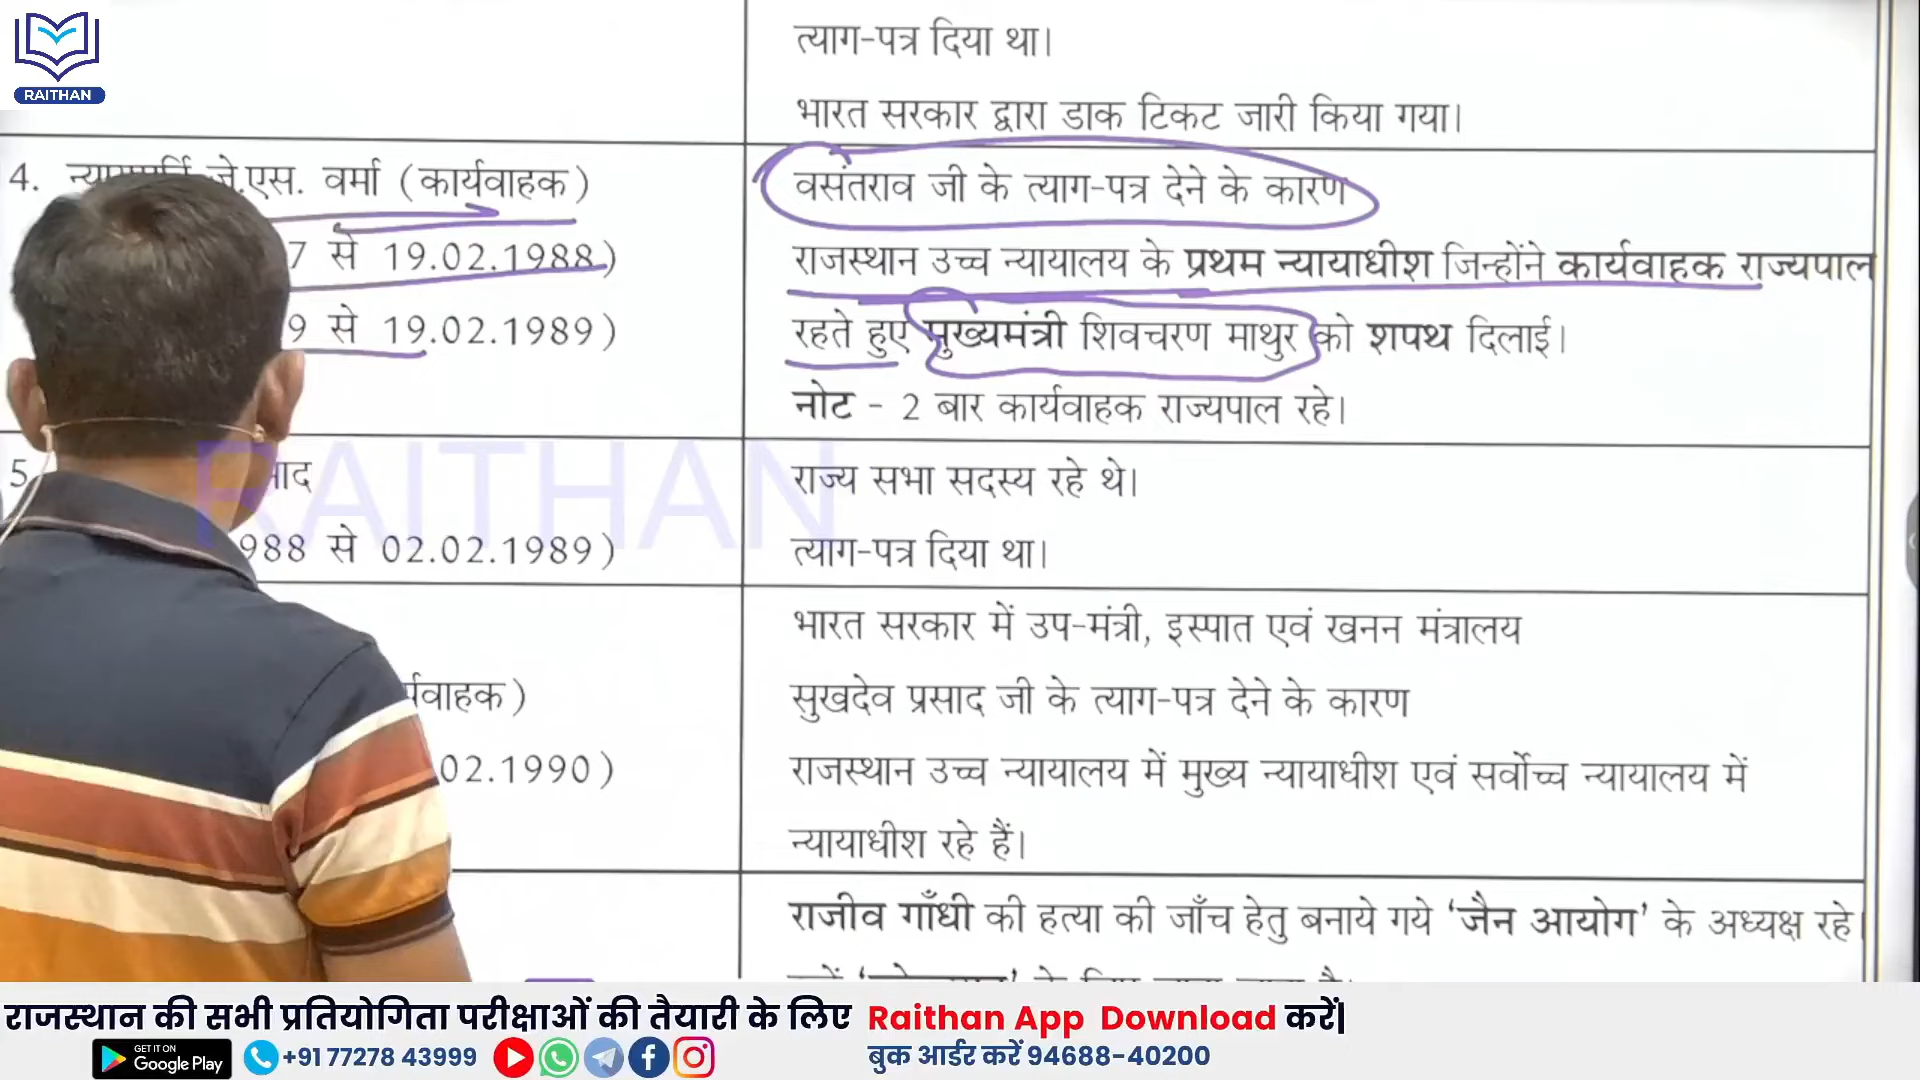 RAITHAN
त्याग-पत्र दिया था।
भारत सरकार द्वारा डाक टिकट जारी किया गया।
4. जे.एस. वर्मा (कार्यवाहक)
7 से 19.02.1988)
9 से 19.02.1989)
वसंतराव जी के त्याग-पत्र देने के कारण
राजस्थान उच्च न्यायालय के प्रथम न्यायाधीश जिन्होंने कार्यवाहक राज्यपाल
रहते हुए मुख्यमंत्री शिवचरण माथुर को शपथ दिलाई।
नोट - 2 बार कार्यवाहक राज्यपाल रहे।
5
988 से 02.02.1989)
राज्य सभा सदस्य रहे थे।
त्याग-पत्र दिया था।
RAITHAN
02.1990)
भारत सरकार में उप-मंत्री, इस्पात एवं खनन मंत्रालय
सुखदेव प्रसाद जी के त्याग-पत्र देने के कारण
राजस्थान उच्च न्यायालय में मुख्य न्यायाधीश एवं सर्वोच्च न्यायालय में
न्यायाधीश रहे हैं।
राजीव गाँधी की हत्या की जाँच हेतु बनाये गये ‘जैन आयोग’ के अध्यक्ष रहे।
राजस्थान की सभी प्रतियोगिता परीक्षाओं की तैयारी के लिए Raithan App Download करें|
GET IT ON
Google Play
+91 77278 43999
बुक आर्डर करें 94688-40200